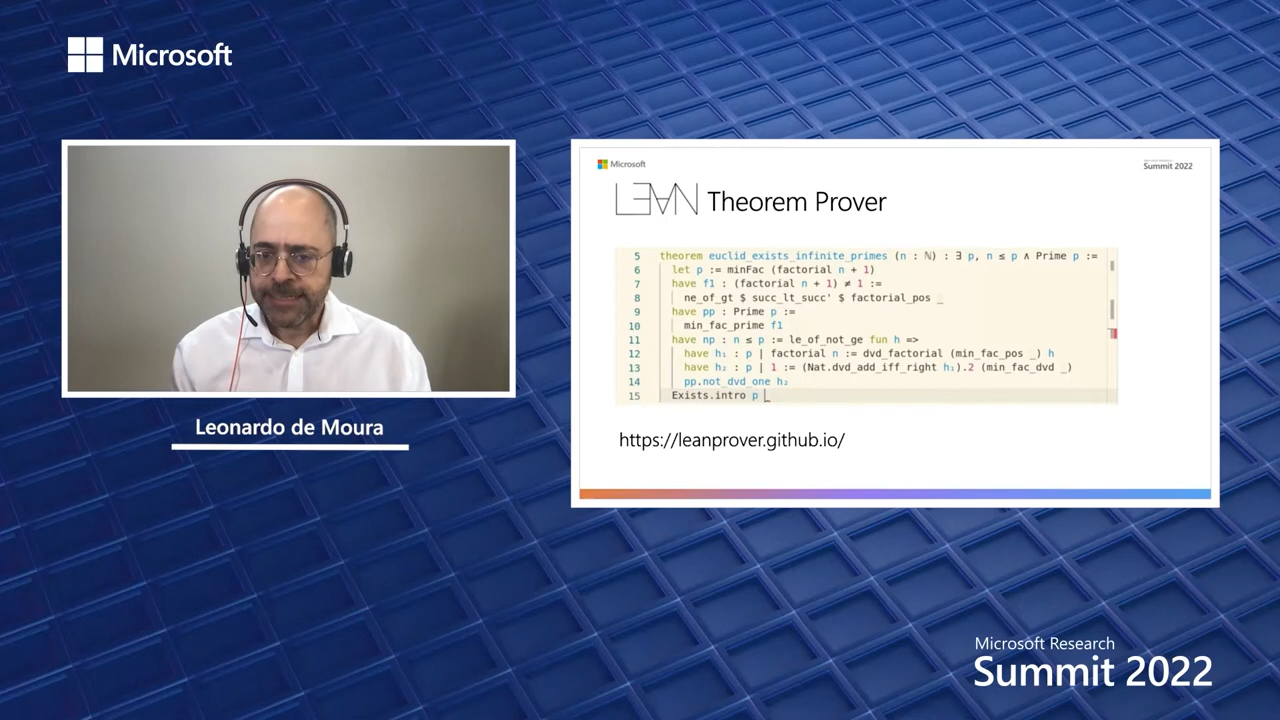 Microsoft
Leonardo de Moura
Microsoft
Microsoft Research
Summit 2022
LE∀N Theorem Prover
5 theorem euclid_exists_infinite_primes (n : ℕ) : ∃ p, n ≤ p ∧ Prime p :=
6 let p := minFac (factorial n + 1)
7 have f1 : (factorial n + 1) ≠ 1 :=
8 ne_of_gt $ succ_lt_succ' $ factorial_pos _
9 have pp : Prime p :=
10 min_fac_prime f1
11 have np : n ≤ p := le_of_not_ge fun h =>
12 have h₁ : p | factorial n := dvd_factorial (min_fac_pos _) h
13 have h₂ : p | 1 := (Nat.dvd_add_iff_right h₁).2 (min_fac_dvd _)
14 pp.not_dvd_one h₂
15 Exists.intro p _
https://leanprover.github.io/
Microsoft Research
Summit 2022